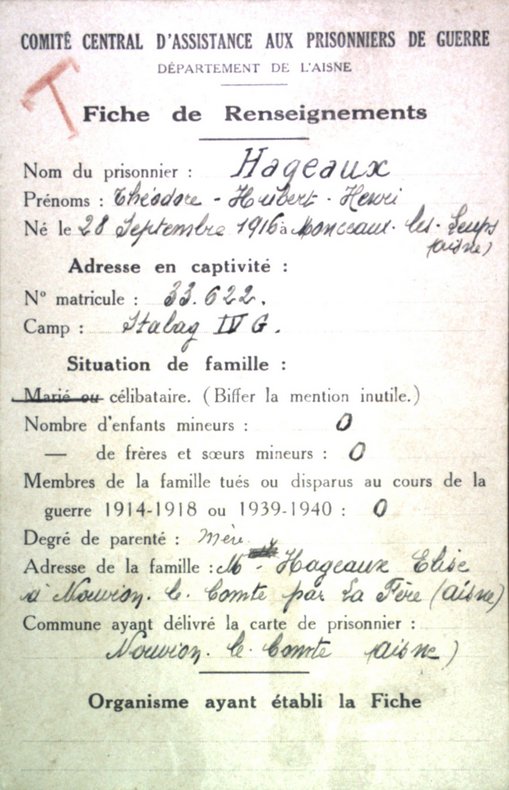 COMITÉ CENTRAL D'ASSISTANCE AUX PRISONNIERS DE GUERRE
DÉPARTEMENT DE L'AISNE
T
Fiche de Renseignements
Nom du prisonnier : Hageaux
Prénoms : Théodore - Hubert - Henri
Né le 28 Septembre 1916 à Monceaux-les-Leups
(Aisne)
Adresse en captivité :
N° matricule : 33.622.
Camp : Stalag IV G.
Situation de famille :
Marié ou célibataire. (Biffer la mention inutile.)
Nombre d'enfants mineurs : 0
— de frères et sœurs mineurs : 0
Membres de la famille tués ou disparus au cours de la
guerre 1914-1918 ou 1939-1940 : 0
Degré de parenté : Mère
Adresse de la famille : Hageaux Elise
à Nouvion-le-Comte par La Fère (Aisne)
Commune ayant délivré la carte de prisonnier :
Nouvion-le-Comte (Aisne)
Organisme ayant établi la Fiche